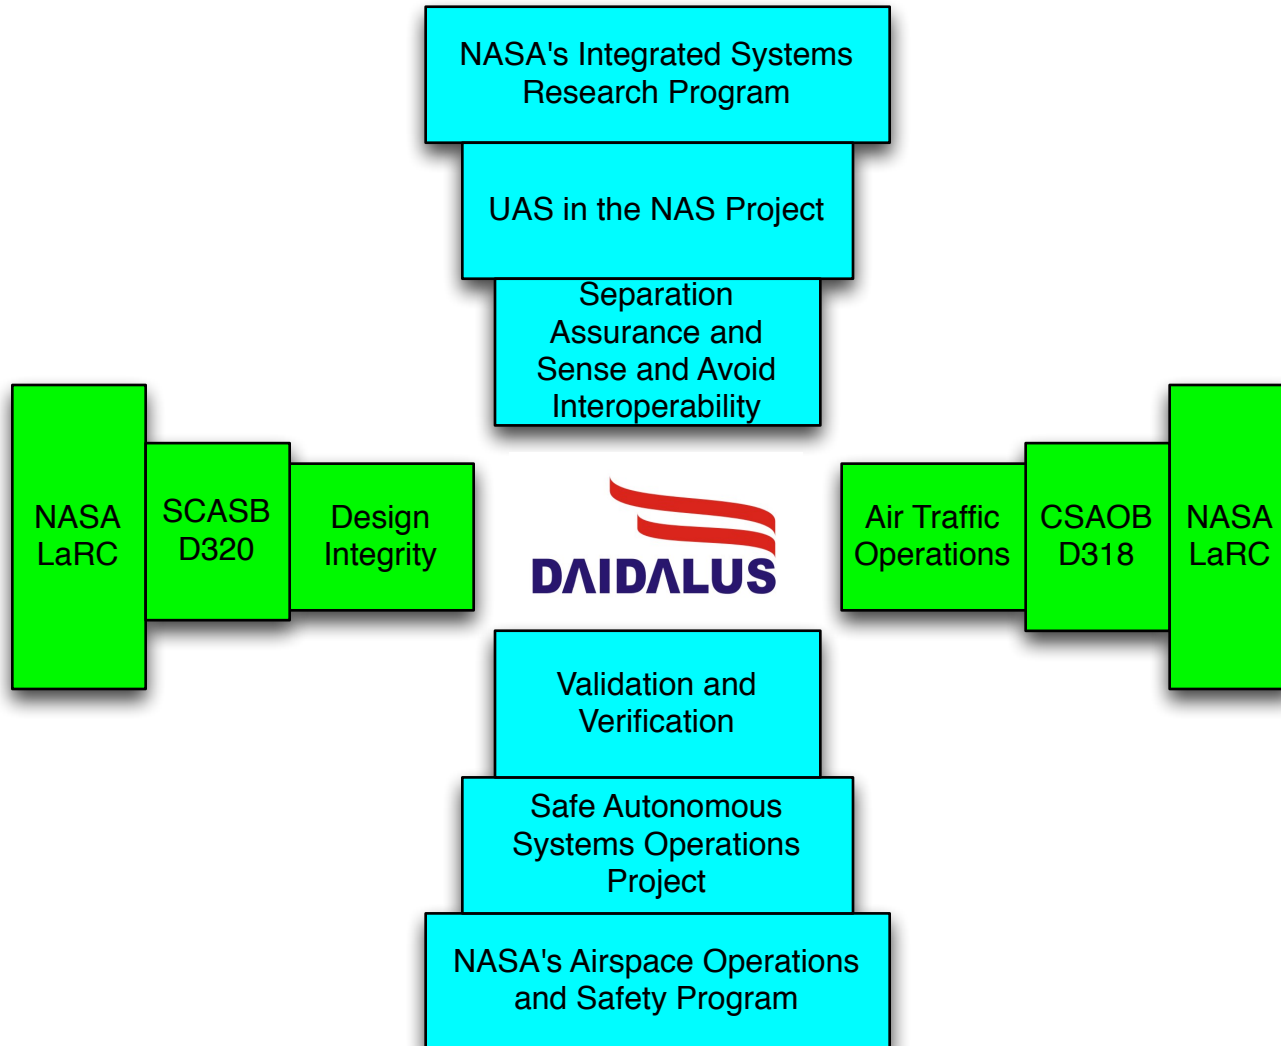 NASA's Integrated Systems
Research Program
UAS in the NAS Project
Separation
Assurance and
Sense and Avoid
Interoperability
NASA
LaRC
SCASB
D320
Design
Integrity
DAIDALUS
Air Traffic
Operations
CSAOB
D318
NASA
LaRC
Validation and
Verification
Safe Autonomous
Systems Operations
Project
NASA's Airspace Operations
and Safety Program